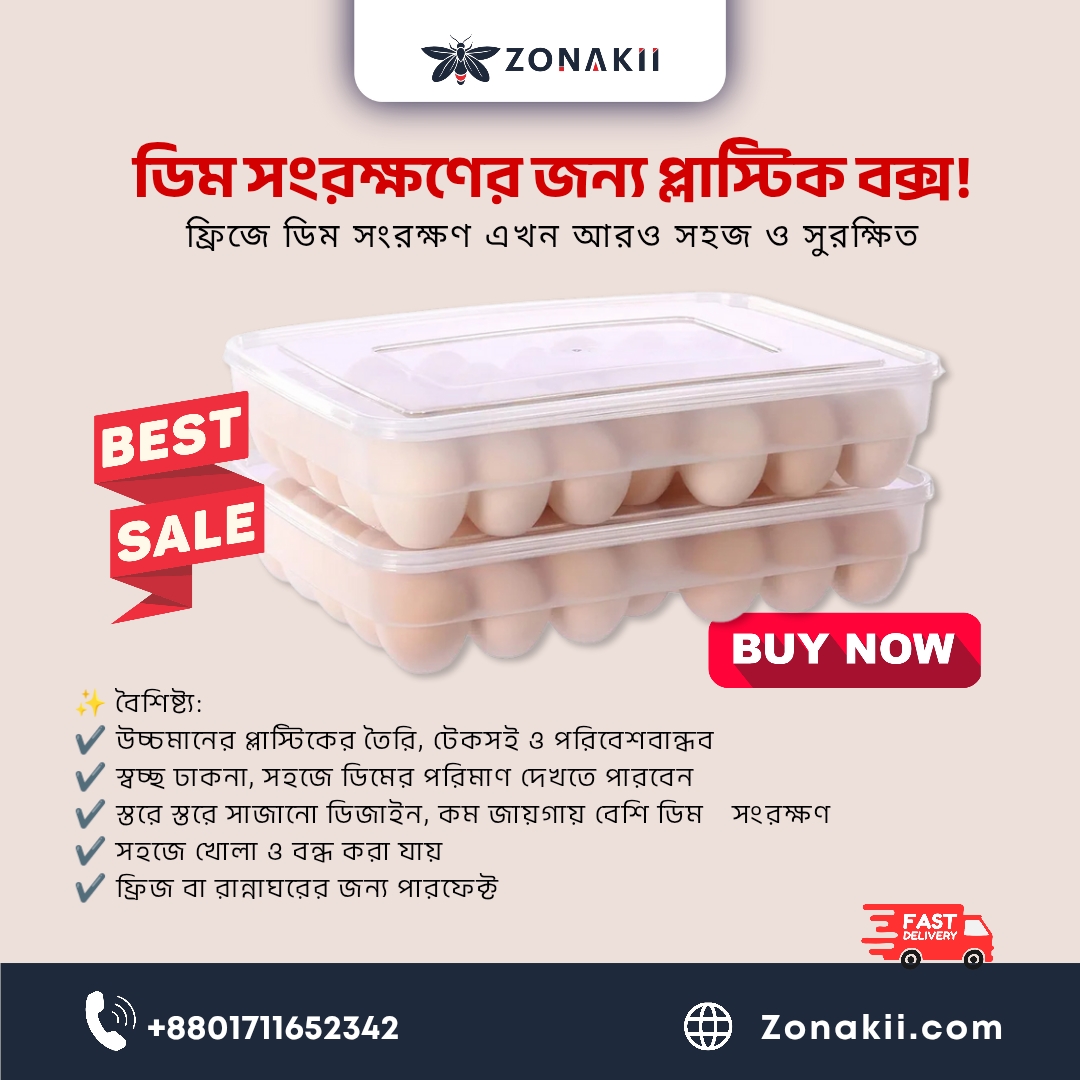 ZONAKII
ডিম সংরক্ষণের জন্য প্লাস্টিক বক্স!
ফ্রিজে ডিম সংরক্ষণ এখন আরও সহজ ও সুরক্ষিত
BEST
SALE
BUY NOW
✨ বৈশিষ্ট্য:
✔ উচ্চমানের প্লাস্টিকের তৈরি, টেকসই ও পরিবেশবান্ধব
✔ স্বচ্ছ ঢাকনা, সহজে ডিমের পরিমাণ দেখতে পারবেন
✔ স্তরে স্তরে সাজানো ডিজাইন, কম জায়গায় বেশি ডিম সংরক্ষণ
✔ সহজে খোলা ও বন্ধ করা যায়
✔ ফ্রিজ বা রান্নাঘরের জন্য পারফেক্ট
FAST
DELIVERY
+8801711652342
Zonakii.com